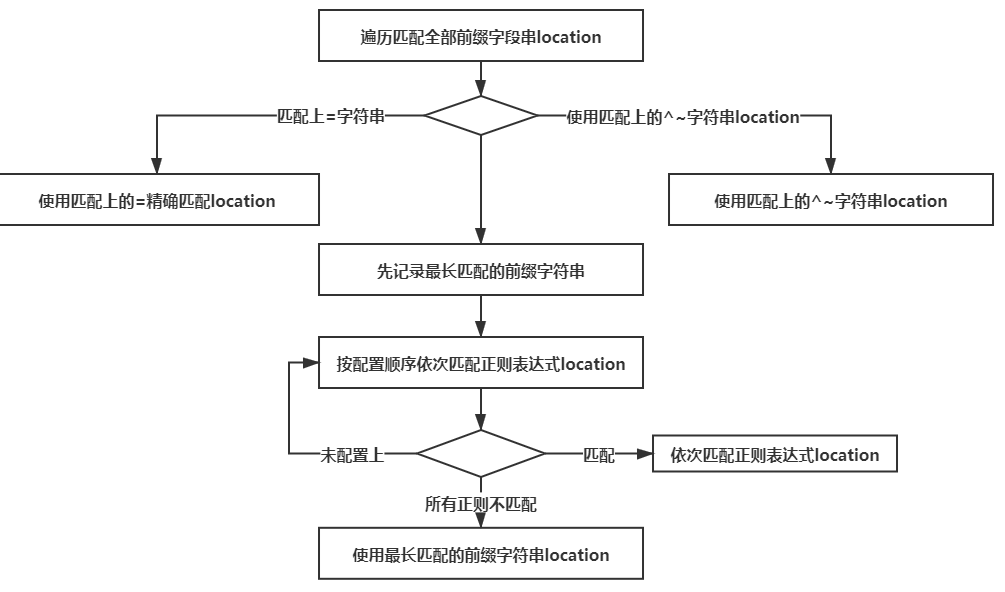 遍历匹配全部前缀字段串location
匹配上=字符串
使用匹配上的^~字符串location
使用匹配上的=精确匹配location
使用匹配上的^~字符串location
先记录最长匹配的前缀字符串
按配置顺序依次匹配正则表达式location
未配置上
匹配
依次匹配正则表达式location
所有正则不匹配
使用最长匹配的前缀字符串location